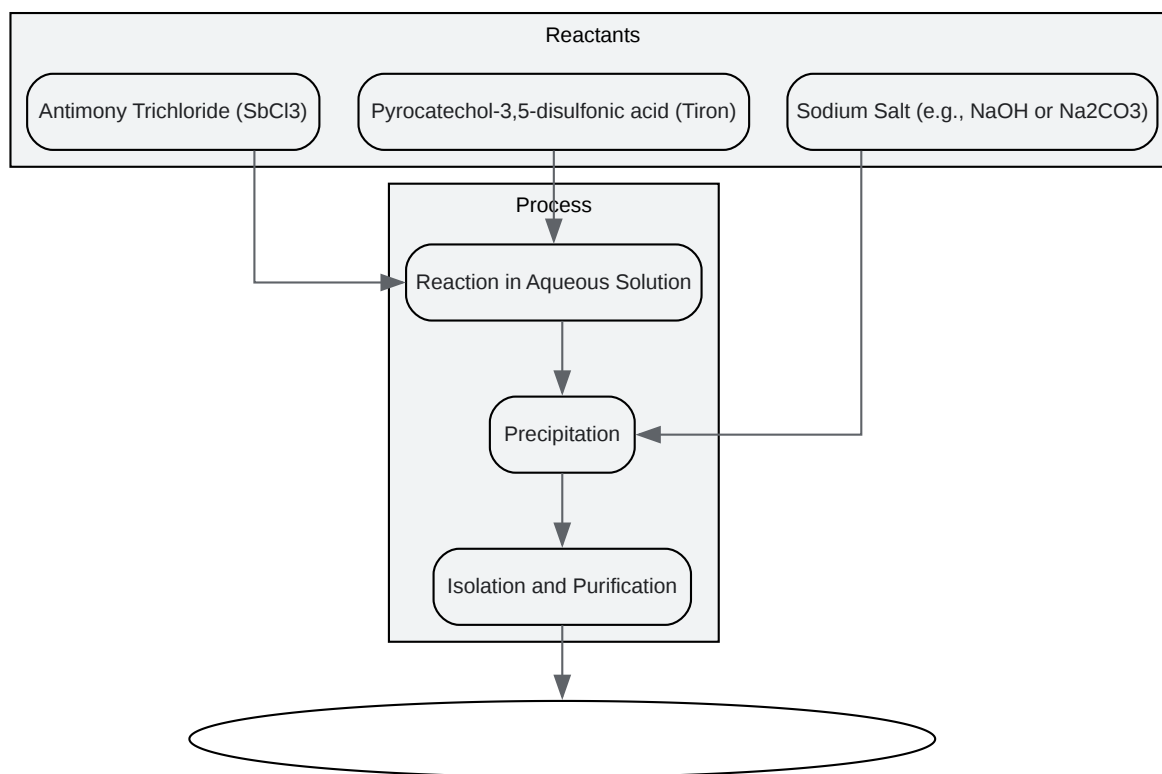 Reactants
Antimony Trichloride (SbCl3)
Pyrocatechol-3,5-disulfonic acid (Tiron)
Sodium Salt (e.g., NaOH or Na2CO3)
Process
Reaction in Aqueous Solution
Precipitation
Isolation and Purification